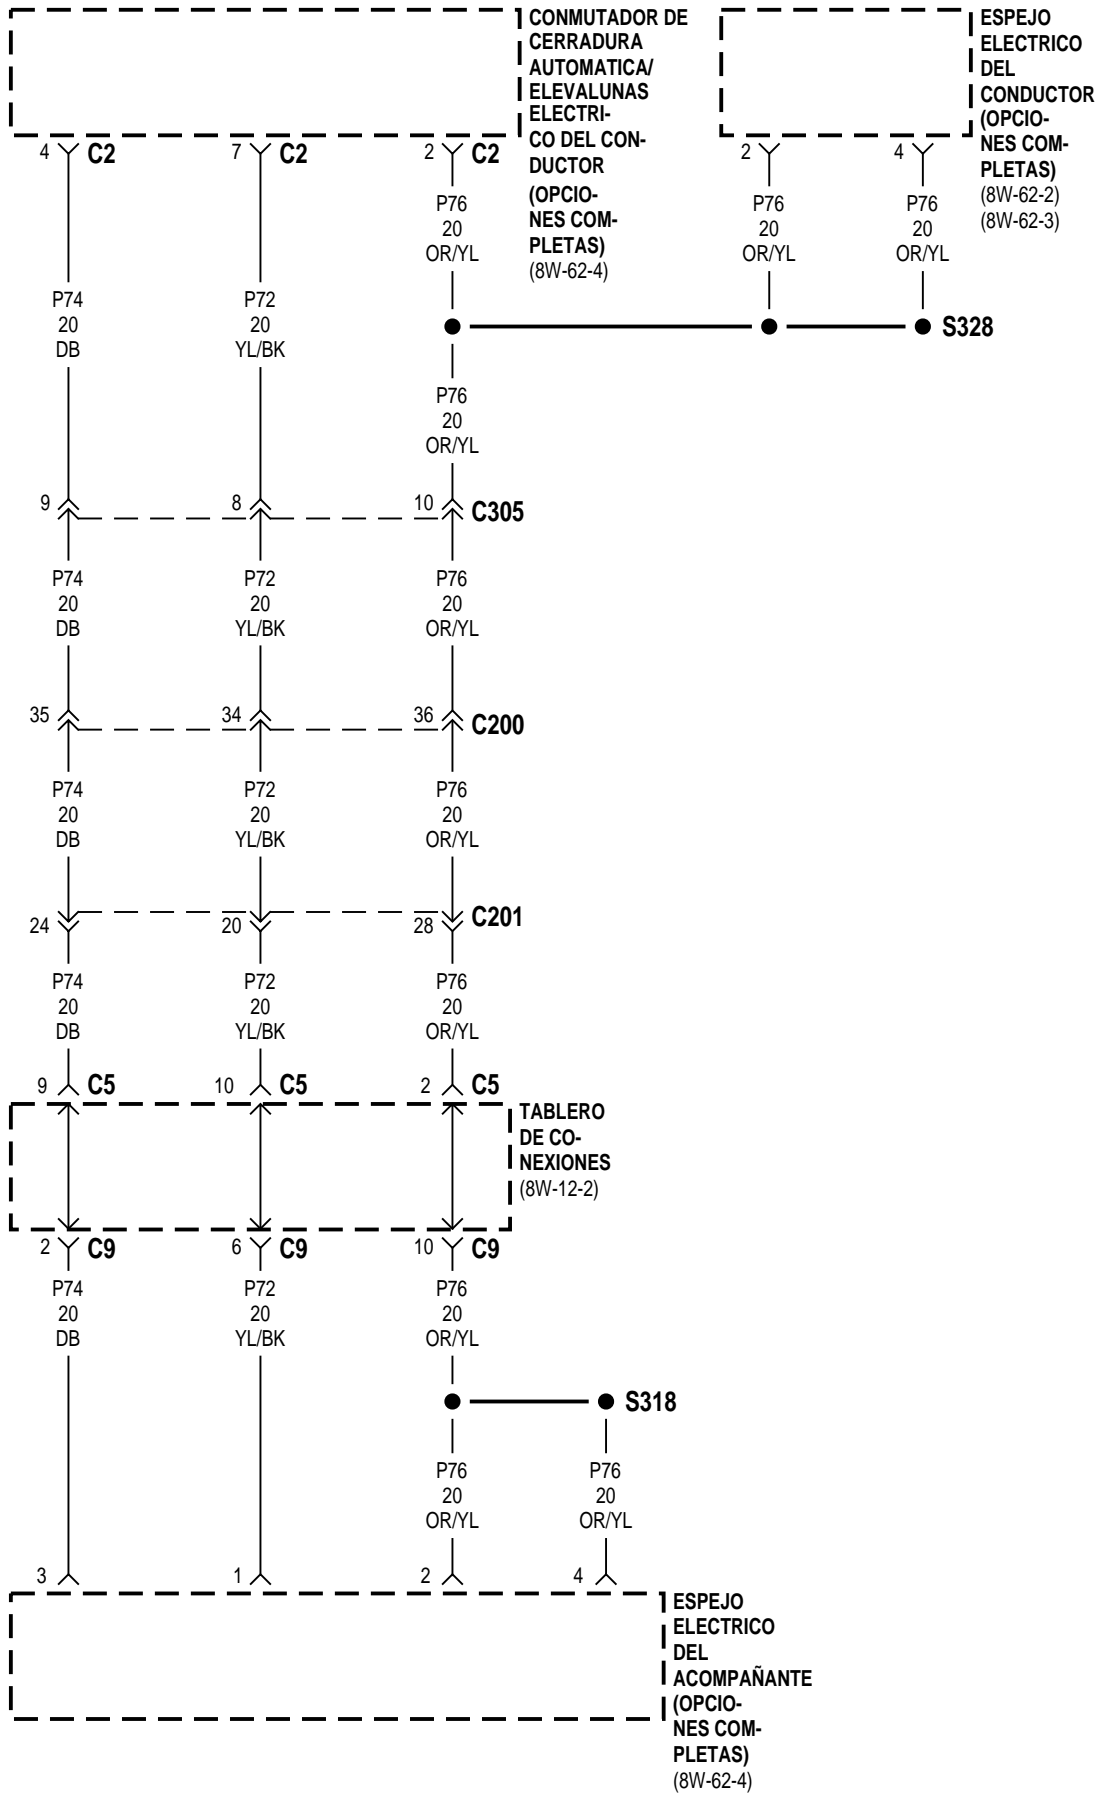 CONMUTADOR DE
CERRADURA
AUTOMATICA/
ELEVALUNAS
ELECTRI-
CO DEL CON-
DUCTOR
(OPCIO-
NES COM-
PLETAS)
(8W-62-4)
ESPEJO
ELECTRICO
DEL
CONDUCTOR
(OPCIO-
NES COM-
PLETAS)
(8W-62-2)
(8W-62-3)
4 C2 7 C2 2 C2 2 4
P76 P76 P76
20 20 20
OR/YL OR/YL OR/YL
P74 P72
20 20
DB YL/BK
S328
P76
20
OR/YL
9 8 10 C305
P74 P72 P76
20 20 20
DB YL/BK OR/YL
35 34 36 C200
P74 P72 P76
20 20 20
DB YL/BK OR/YL
24 20 28 C201
P74 P72 P76
20 20 20
DB YL/BK OR/YL
9 C5 10 C5 2 C5
TABLERO
DE CO-
NEXIONES
(8W-12-2)
2 C9 6 C9 10 C9
P74 P72 P76
20 20 20
DB YL/BK OR/YL
S318
P76 P76
20 20
OR/YL OR/YL
3 1 2 4
ESPEJO
ELECTRICO
DEL
ACOMPAÑANTE
(OPCIO-
NES COM-
PLETAS)
(8W-62-4)